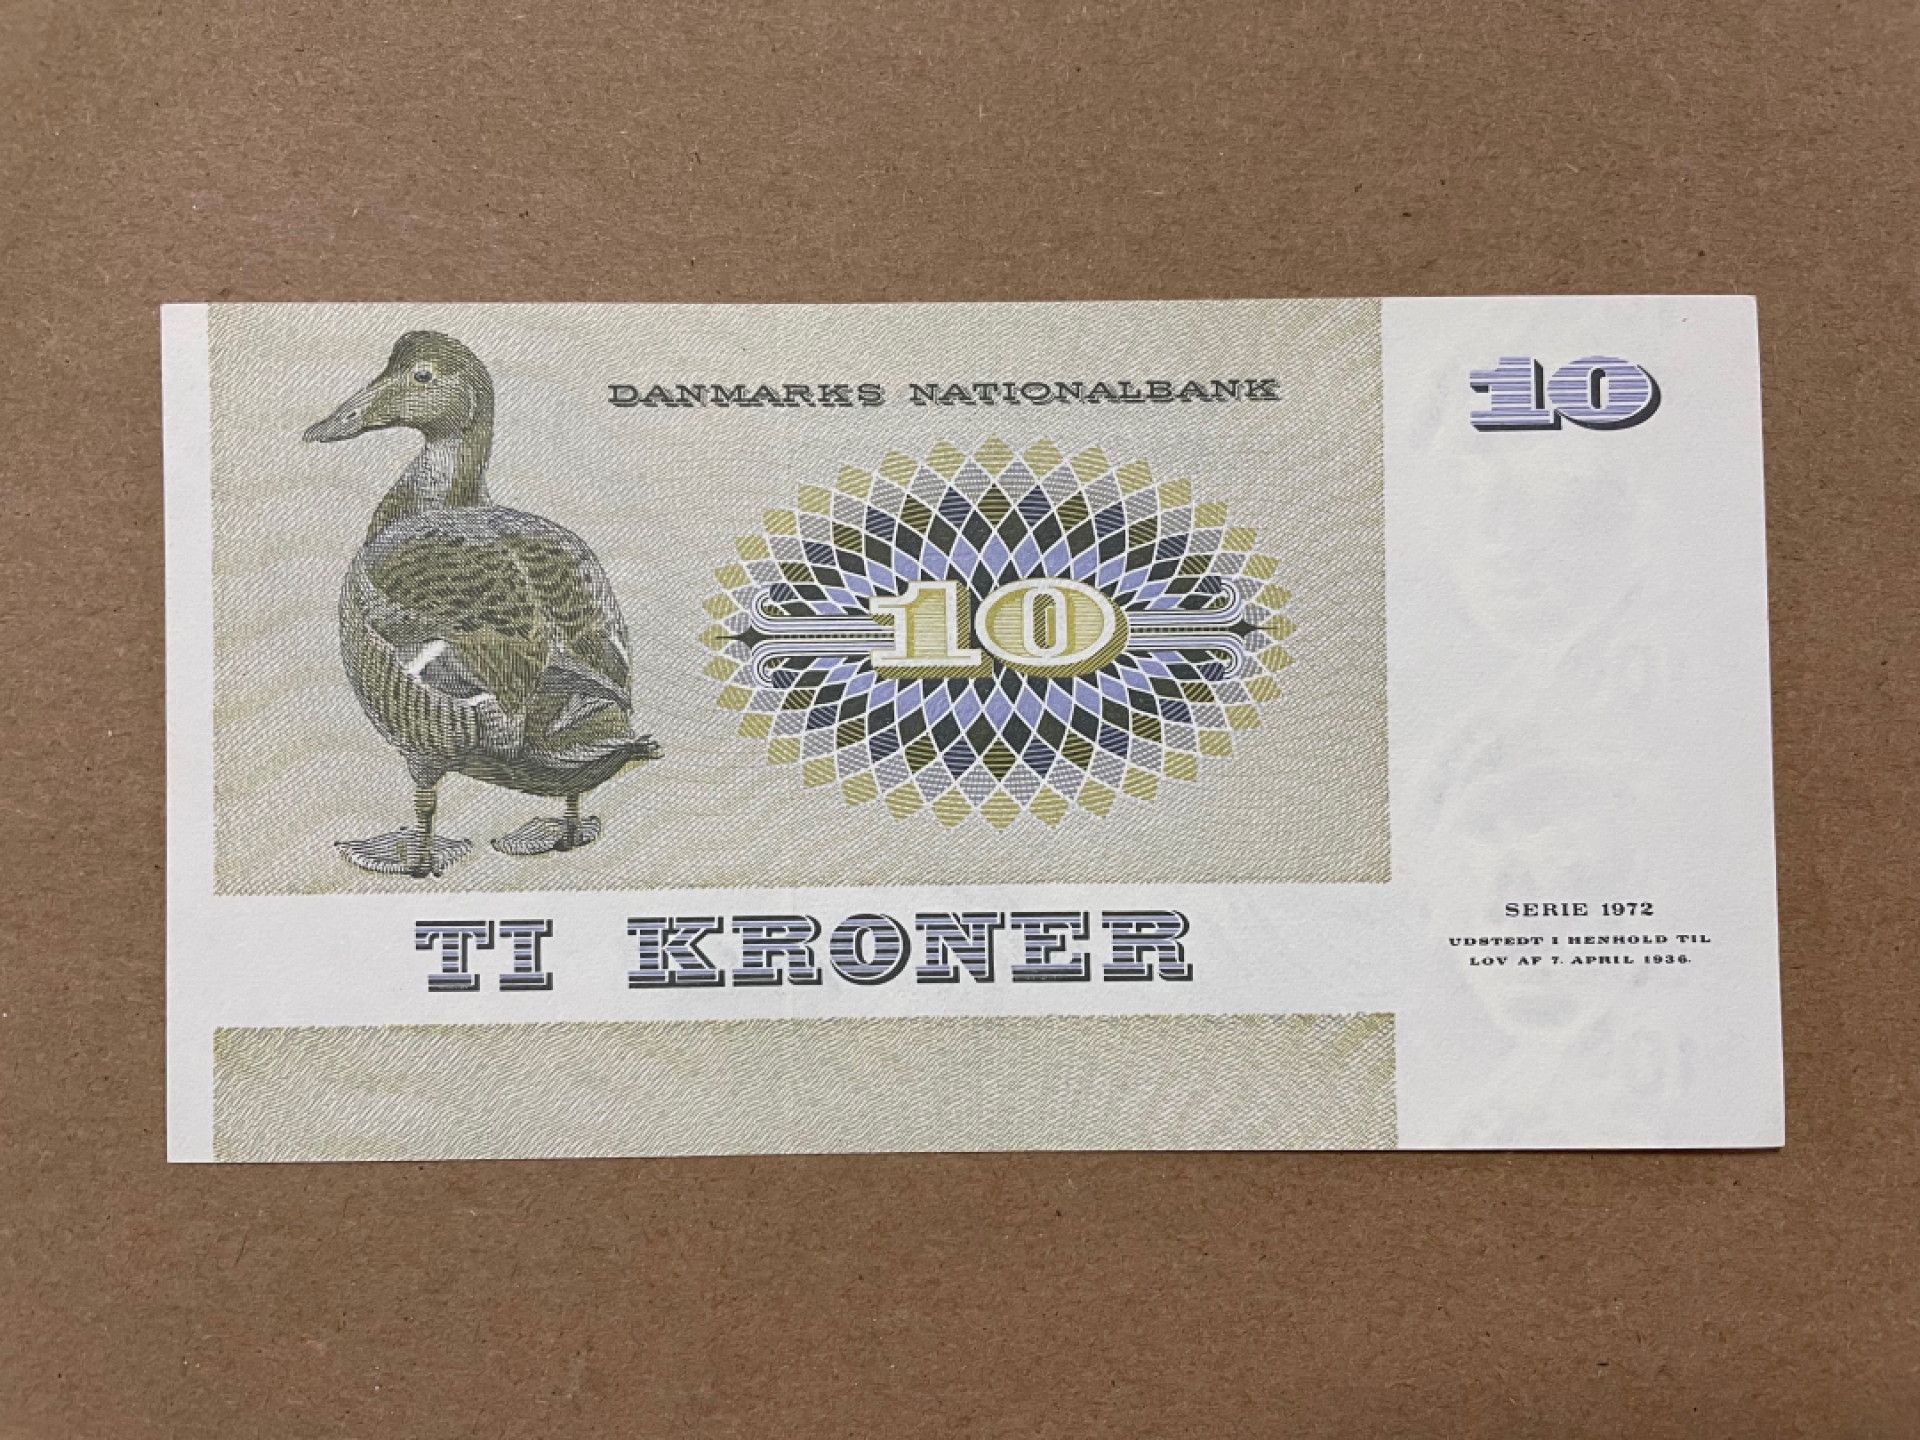 DANMARKS NATIONALBANK
10
10
TI KRONER
SERIE 1972
UDSTEDT I HENHOLD TIL
LOV AF 7. APRIL 1936.